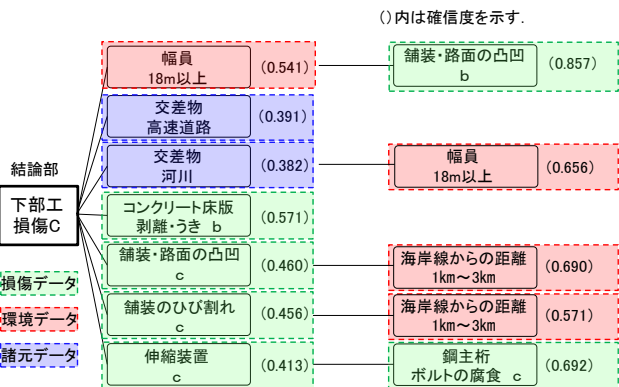 ()内は確信度を示す.
幅員
18m以上
(0.541)
舗装・路面の凸凹
b
(0.857)
交差物
高速道路
(0.391)
交差物
河川
(0.382)
幅員
18m以上
(0.656)
結論部
下部工
損傷C
コンクリート床版
剥離・うき b
(0.571)
舗装・路面の凸凹
c
(0.460)
海岸線からの距離
1km～3km
(0.690)
損傷データ
環境データ
諸元データ
舗装のひび割れ
c
(0.456)
海岸線からの距離
1km～3km
(0.571)
伸縮装置
c
(0.413)
鋼主桁
ボルトの腐食 c
(0.692)